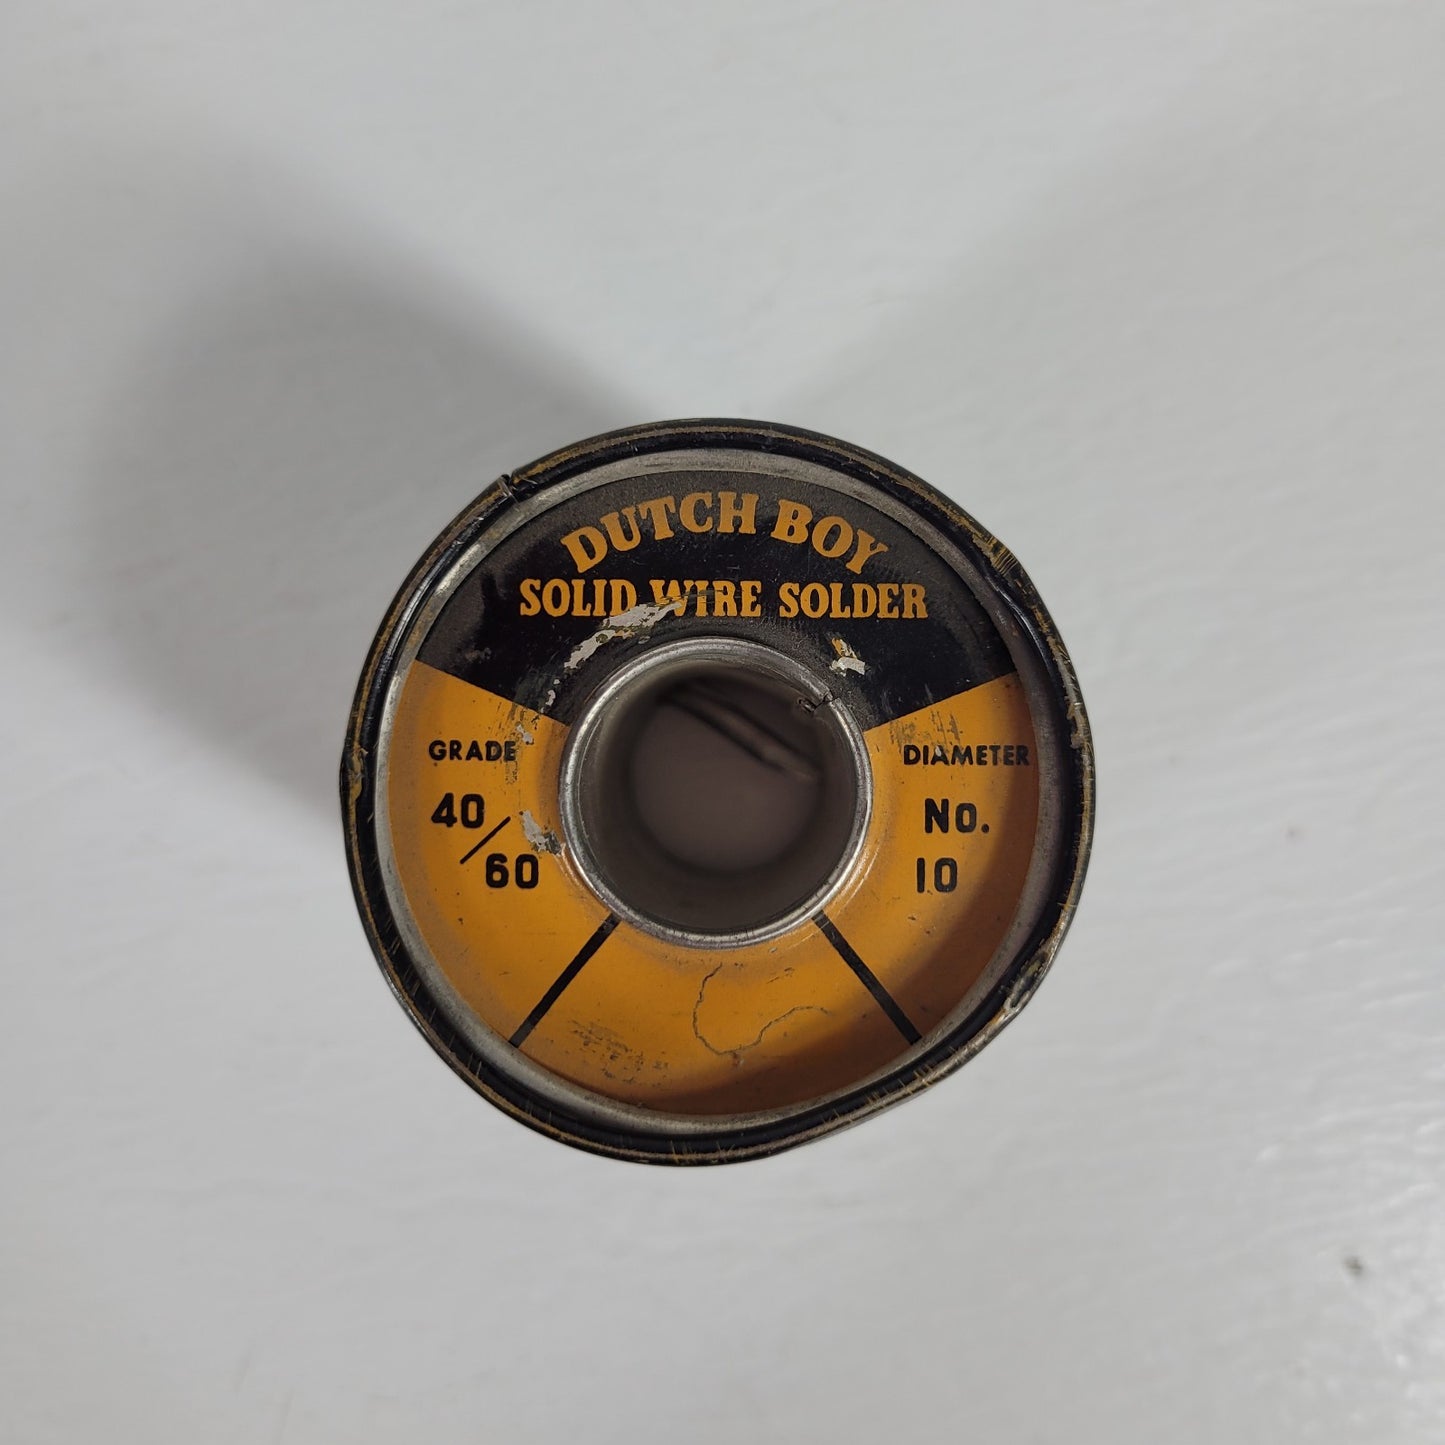 DUTCH BOY
SOLID WIRE SOLDER
GRADE
40/60
DIAMETER
No.
10